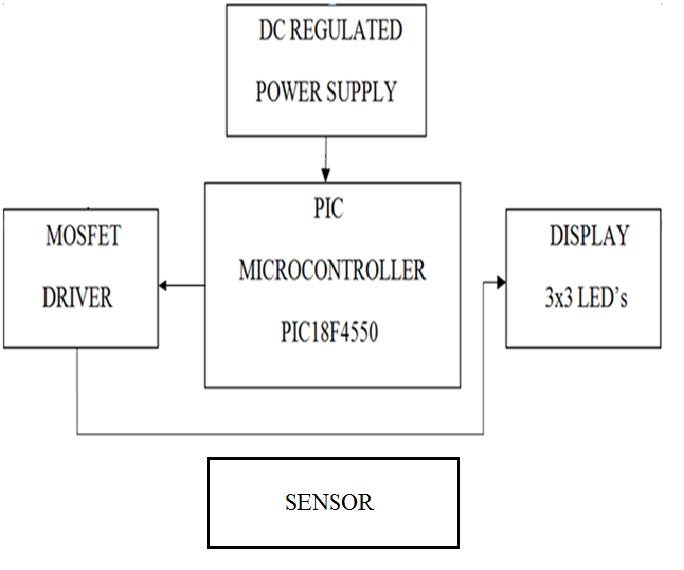 DC REGULATED
POWER SUPPLY
PIC
MICROCONTROLLER
PIC18F4550
MOSFET
DRIVER
DISPLAY
3x3 LED’s
SENSOR